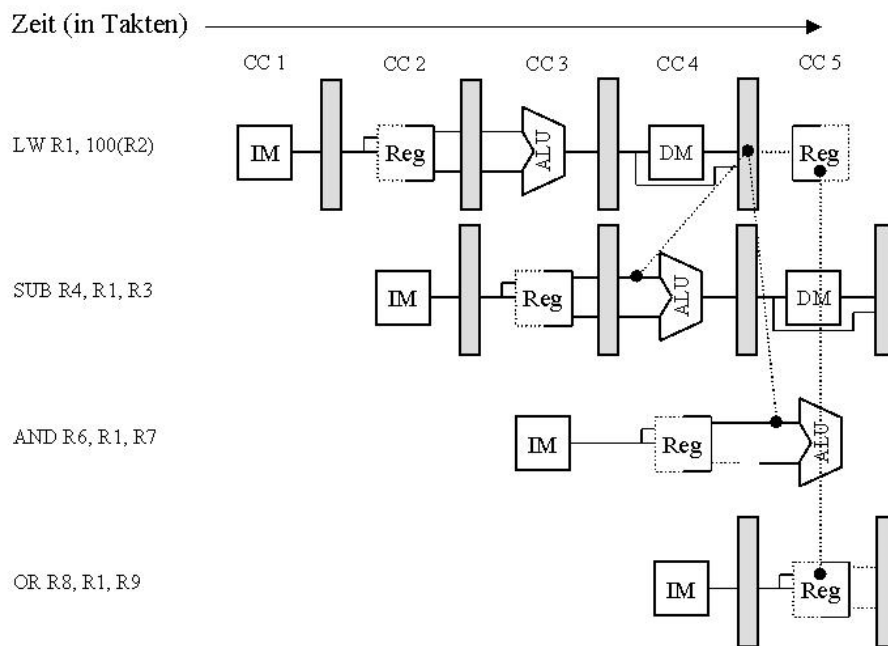 Zeit (in Takten)
CC 1 CC 2 CC 3 CC 4 CC 5
LW R1, 100(R2) IM Reg ALU DM Reg
SUB R4, R1, R3 IM Reg ALU DM
AND R6, R1, R7 IM Reg ALU
OR R8, R1, R9 IM Reg